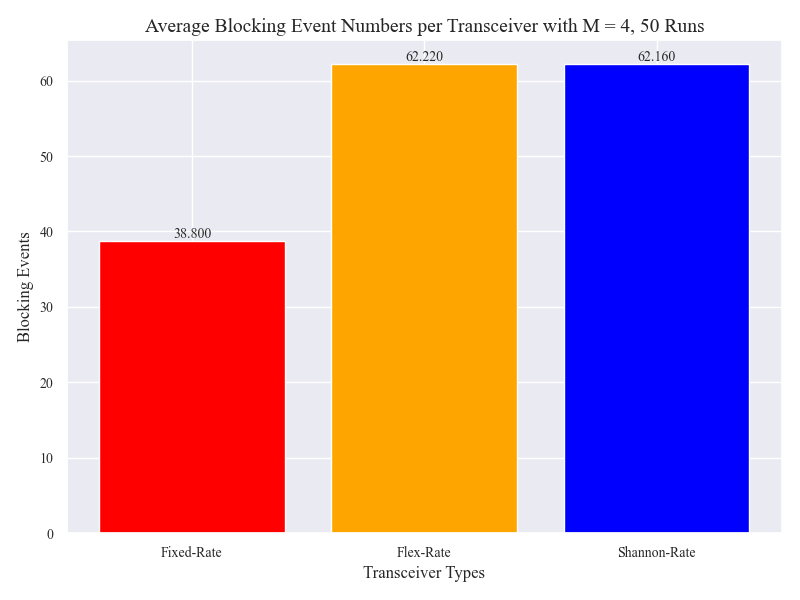 Average Blocking Event Numbers per Transceiver with M = 4, 50 Runs
62.220
62.160
38.800
60
50
40
30
20
10
0
Blocking Events
Fixed-Rate
Flex-Rate
Shannon-Rate
Transceiver Types